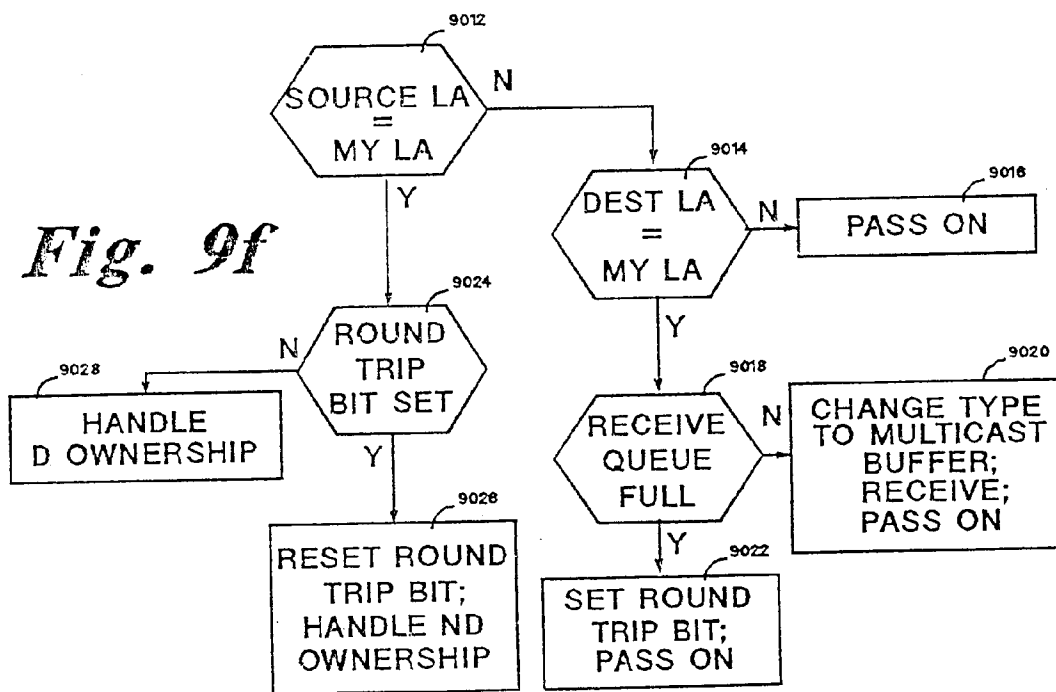 9012
SOURCE LA
=
MY LA
N
Y
9014
DEST LA
=
MY LA
N
Y
9016
PASS ON
Fig. 9f
9024
ROUND
TRIP
BIT SET
N
Y
9028
HANDLE
D OWNERSHIP
9018
RECEIVE
QUEUE
FULL
N
Y
9020
CHANGE TYPE
TO MULTICAST
BUFFER;
RECEIVE;
PASS ON
9026
RESET ROUND
TRIP BIT;
HANDLE ND
OWNERSHIP
9022
SET ROUND
TRIP BIT;
PASS ON